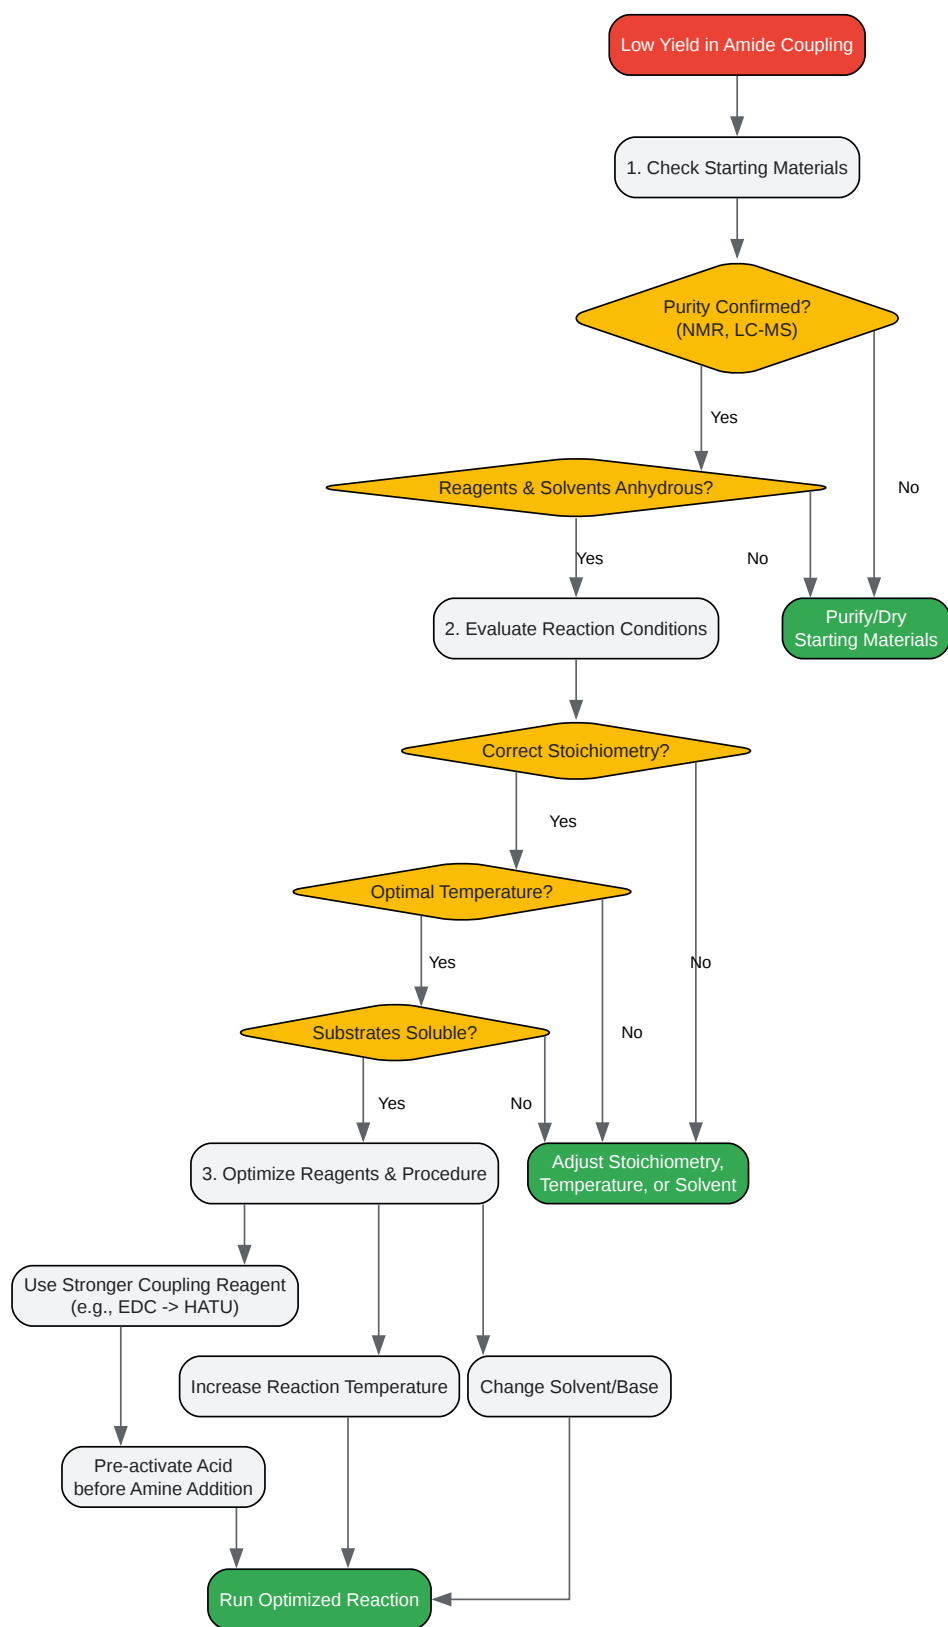 Low Yield in Amide Coupling
1. Check Starting Materials
Purity Confirmed?
(NMR, LC-MS)
Yes
No
Reagents & Solvents Anhydrous?
Yes
No
Purify/Dry
Starting Materials
2. Evaluate Reaction Conditions
Correct Stoichiometry?
Yes
Optimal Temperature?
Yes
No
Substrates Soluble?
No
Yes
No
Adjust Stoichiometry,
Temperature, or Solvent
3. Optimize Reagents & Procedure
Use Stronger Coupling Reagent
(e.g., EDC -> HATU)
Increase Reaction Temperature
Change Solvent/Base
Pre-activate Acid
before Amine Addition
Run Optimized Reaction